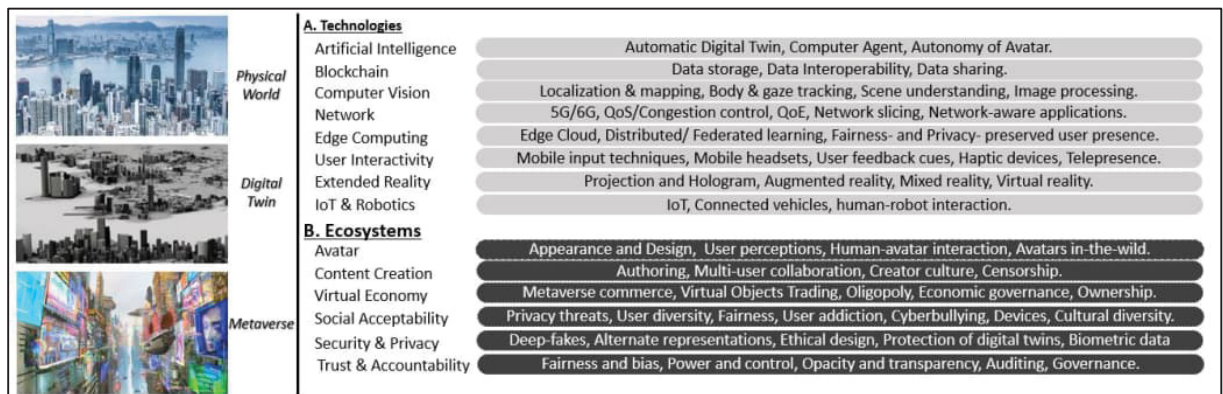 Physical
World
Digital
Twin
Metaverse
A. Technologies
Artificial Intelligence Automatic Digital Twin, Computer Agent, Autonomy of Avatar.
Blockchain Data storage, Data Interoperability, Data sharing.
Computer Vision Localization & mapping, Body & gaze tracking, Scene understanding, Image processing.
Network 5G/6G, QoS/Congestion control, QoE, Network slicing, Network-aware applications.
Edge Computing Edge Cloud, Distributed/ Federated learning, Fairness- and Privacy- preserved user presence.
User Interactivity Mobile input techniques, Mobile headsets, User feedback cues, Haptic devices, Telepresence.
Extended Reality Projection and Hologram, Augmented reality, Mixed reality, Virtual reality.
IoT & Robotics IoT, Connected vehicles, human-robot interaction.
B. Ecosystems
Avatar Appearance and Design, User perceptions, Human-avatar interaction, Avatars in-the-wild.
Content Creation Authoring, Multi-user collaboration, Creator culture, Censorship.
Virtual Economy Metaverse commerce, Virtual Objects Trading, Oligopoly, Economic governance, Ownership.
Social Acceptability Privacy threats, User diversity, Fairness, User addiction, Cyberbullying, Devices, Cultural diversity.
Security & Privacy Deep-fakes, Alternate representations, Ethical design, Protection of digital twins, Biometric data
Trust & Accountability Fairness and bias, Power and control, Opacity and transparency, Auditing, Governance.